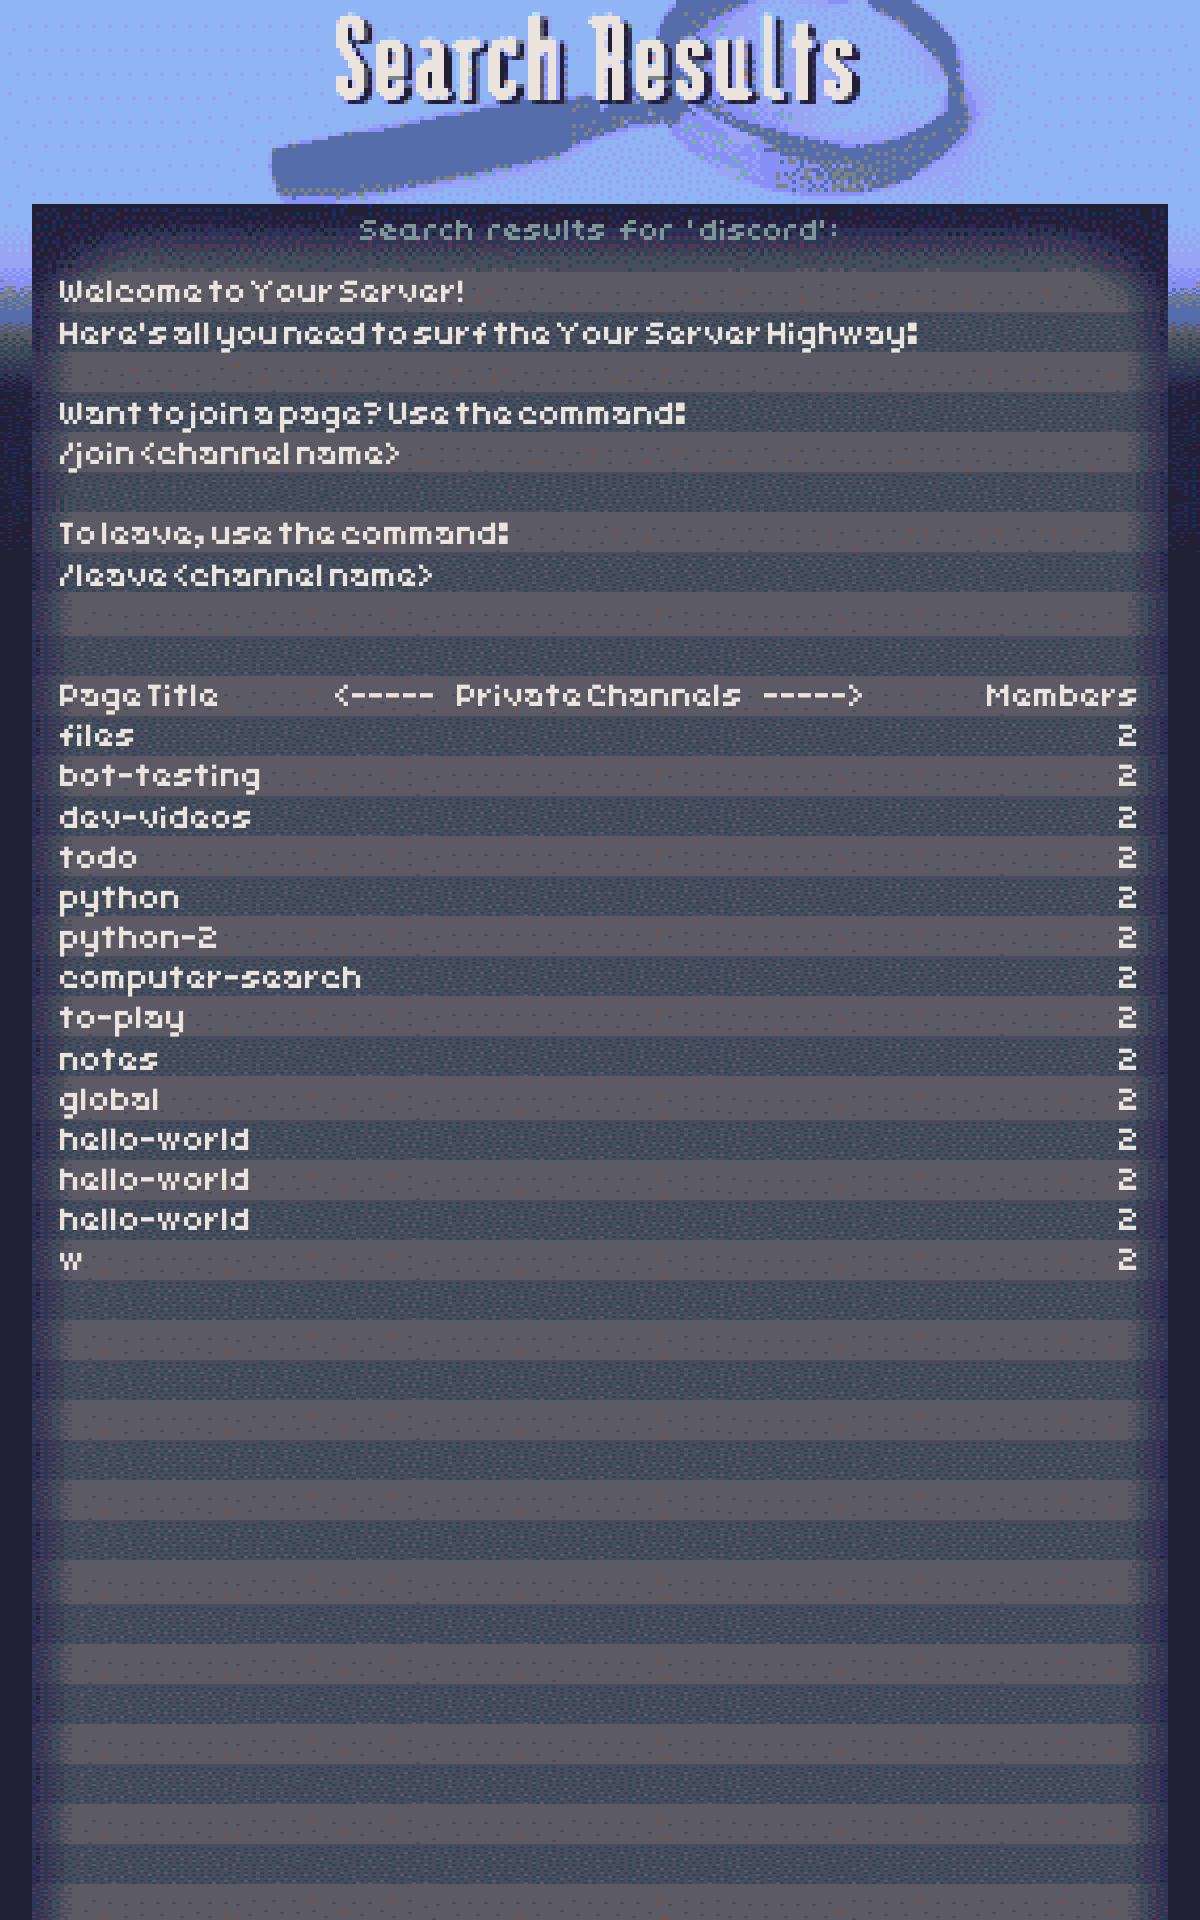 Search Results
Search results for 'discord':
Welcome to Your Server!
Here's all you need to surf the Your Server Highway:
Want to join a page? Use the command:
/join <channel name>
To leave, use the command:
/leave <channel name>
Page Title <----- Private Channels -----> Members
files 2
bot-testing 2
dev-videos 2
todo 2
python 2
python-2 2
computer-search 2
to-play 2
notes 2
global 2
hello-world 2
hello-world 2
hello-world 2
w 2